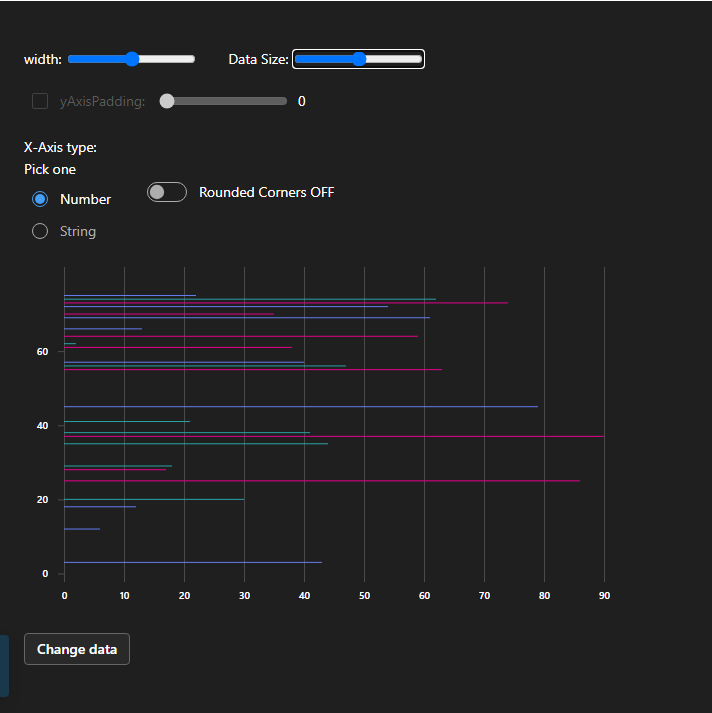 width: Data Size:
yAxisPadding: 0
X-Axis type:
Pick one
Number Rounded Corners OFF
String
60
40
20
0
0 10 20 30 40 50 60 70 80 90
Change data